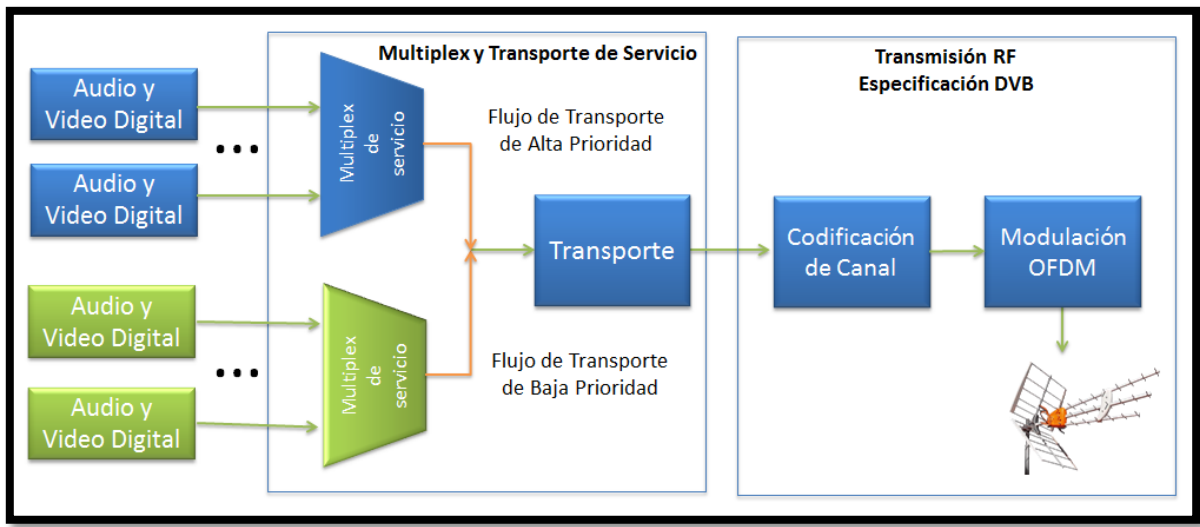 Multiplex y Transporte de Servicio
Transmisión RF
Especificación DVB
Audio y
Video Digital
...
Audio y
Video Digital
Multiplex
de
servicio
Flujo de Transporte
de Alta Prioridad
Transporte
Codificación
de Canal
Modulación
OFDM
Audio y
Video Digital
...
Audio y
Video Digital
Multiplex
de
servicio
Flujo de Transporte
de Baja Prioridad